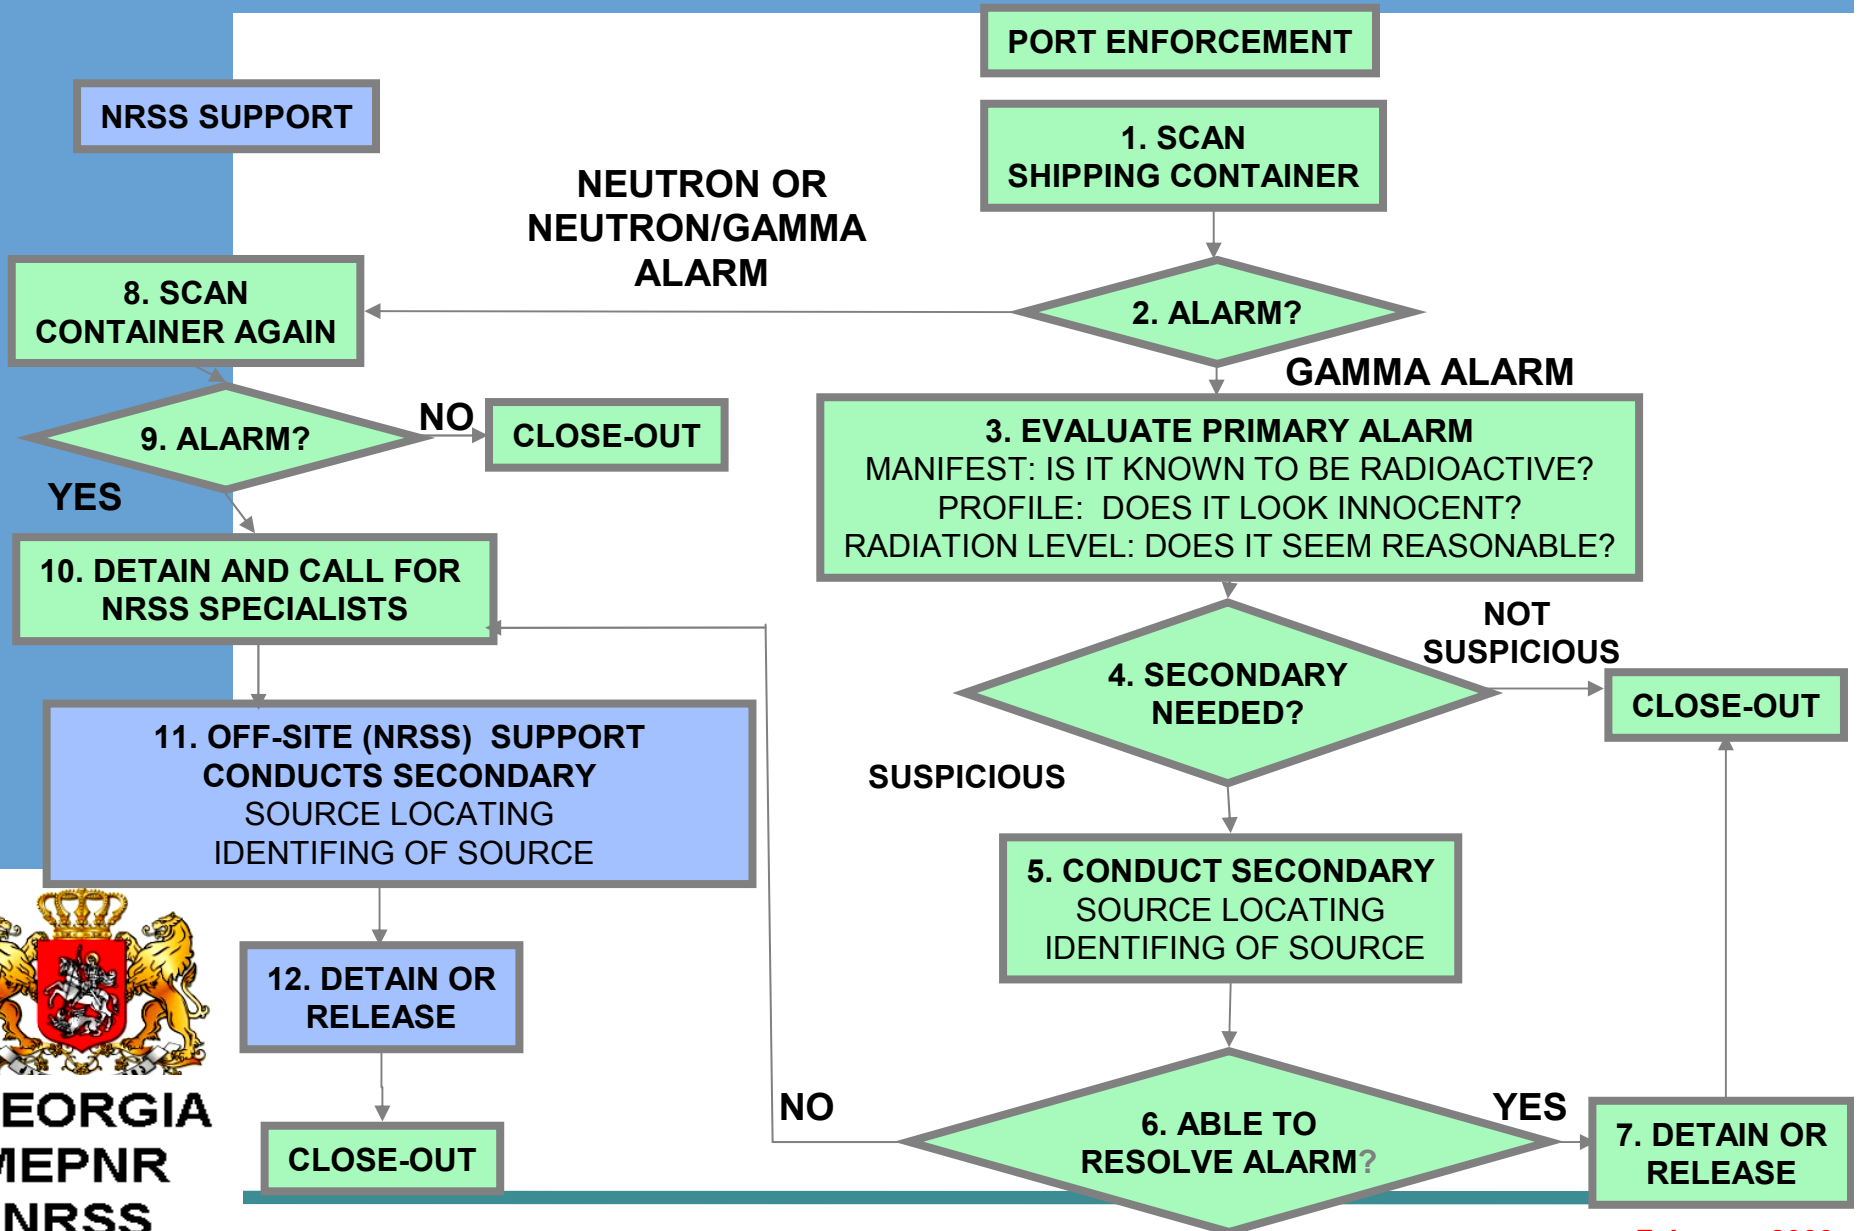 PORT ENFORCEMENT
NRSS SUPPORT
1. SCAN
SHIPPING CONTAINER
NEUTRON OR
NEUTRON/GAMMA
ALARM
2. ALARM?
8. SCAN
CONTAINER AGAIN
GAMMA ALARM
9. ALARM?
NO
CLOSE-OUT
YES
3. EVALUATE PRIMARY ALARM
MANIFEST: IS IT KNOWN TO BE RADIOACTIVE?
PROFILE: DOES IT LOOK INNOCENT?
RADIATION LEVEL: DOES IT SEEM REASONABLE?
10. DETAIN AND CALL FOR
NRSS SPECIALISTS
4. SECONDARY
NEEDED?
NOT
SUSPICIOUS
CLOSE-OUT
SUSPICIOUS
11. OFF-SITE (NRSS) SUPPORT
CONDUCTS SECONDARY
SOURCE LOCATING
IDENTIFING OF SOURCE
5. CONDUCT SECONDARY
SOURCE LOCATING
IDENTIFING OF SOURCE
12. DETAIN OR
RELEASE
CLOSE-OUT
NO
6. ABLE TO
RESOLVE ALARM?
YES
7. DETAIN OR
RELEASE
EORGIA
MEPNR
NRSS